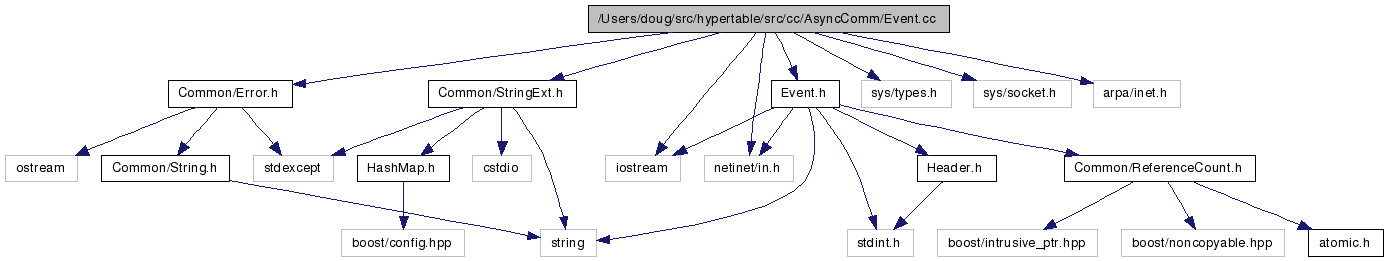 /Users/doug/src/hypertable/src/cc/AsyncComm/Event.cc
Common/Error.h
Common/StringExt.h
Event.h
sys/types.h
sys/socket.h
arpa/inet.h
ostream
Common/String.h
stdexcept
HashMap.h
cstdio
iostream
netinet/in.h
Header.h
Common/ReferenceCount.h
boost/config.hpp
string
stdint.h
boost/intrusive_ptr.hpp
boost/noncopyable.hpp
atomic.h